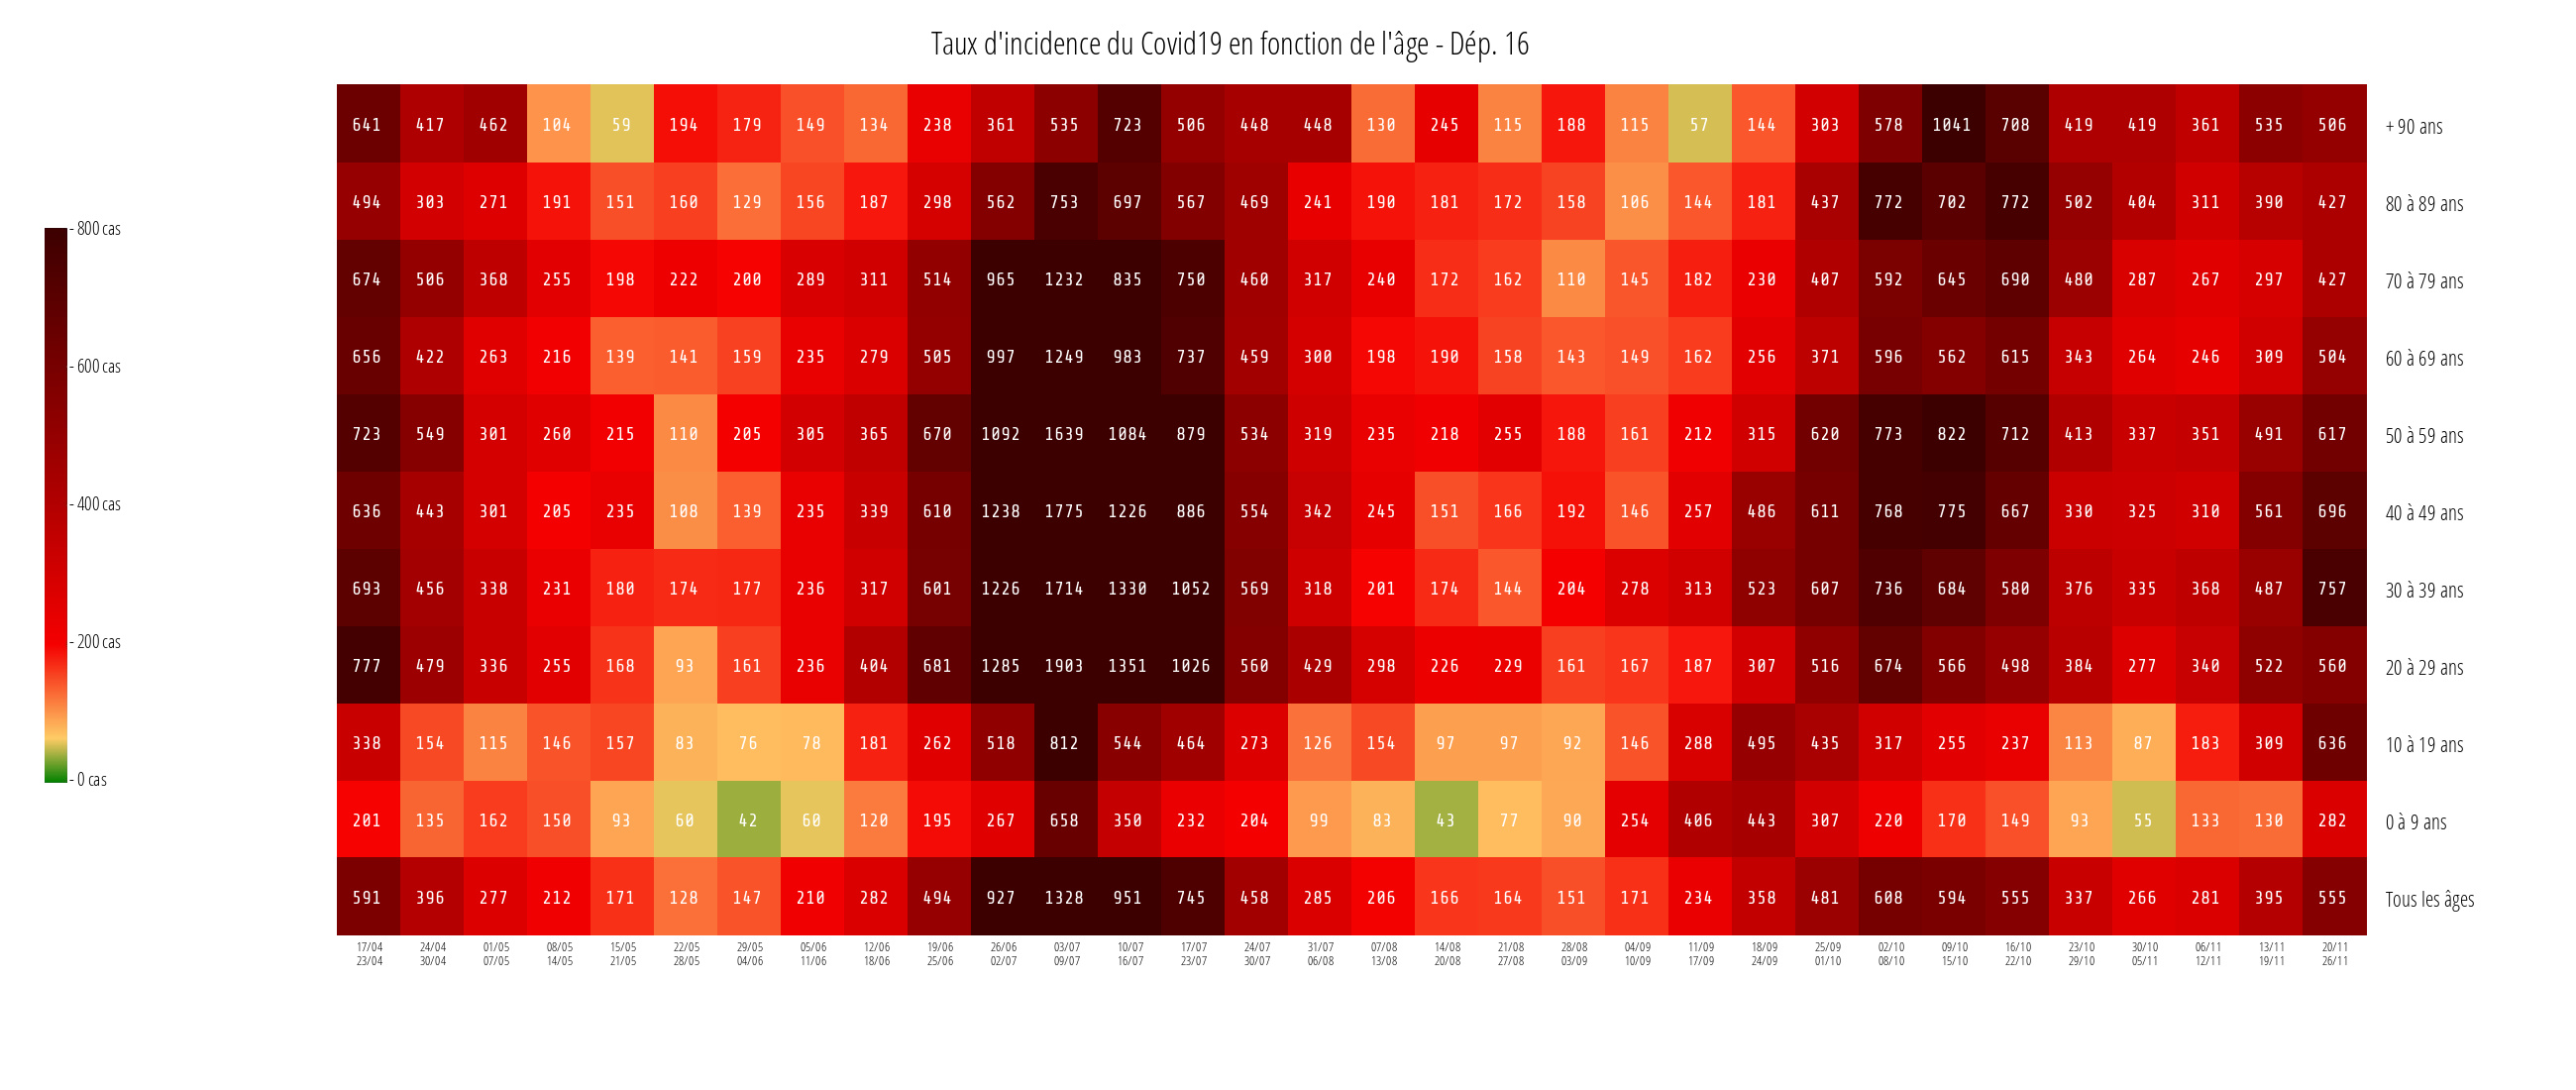 Taux d'incidence du Covid19 en fonction de l'âge - Dép. 16
- 800 cas
- 600 cas
- 400 cas
- 200 cas
- 0 cas
641 417 462 104 59 194 179 149 134 238 361 535 723 506 448 448 130 245 115 188 115 57 144 303 578 1041 708 419 419 361 535 506 + 90 ans
494 303 271 191 151 160 129 156 187 298 562 753 697 567 469 241 190 181 172 158 106 144 181 437 772 702 772 502 404 311 390 427 80 à 89 ans
674 506 368 255 198 222 200 289 311 514 965 1232 835 750 460 317 240 172 162 110 145 182 230 407 592 645 690 480 287 267 297 427 70 à 79 ans
656 422 263 216 139 141 159 235 279 505 997 1249 983 737 459 300 198 190 158 143 149 162 256 371 596 562 615 343 264 246 309 504 60 à 69 ans
723 549 301 260 215 110 205 305 365 670 1092 1639 1084 879 534 319 235 218 255 188 161 212 315 620 773 822 712 413 337 351 491 617 50 à 59 ans
636 443 301 205 235 108 139 235 339 610 1238 1775 1226 886 554 342 245 151 166 192 146 257 486 611 768 775 667 330 325 310 561 696 40 à 49 ans
693 456 338 231 180 174 177 236 317 601 1226 1714 1330 1052 569 318 201 174 144 204 278 313 523 607 736 684 580 376 335 368 487 757 30 à 39 ans
777 479 336 255 168 93 161 236 404 681 1285 1903 1351 1026 560 429 298 226 229 161 167 187 307 516 674 566 498 384 277 340 522 560 20 à 29 ans
338 154 115 146 157 83 76 78 181 262 518 812 544 464 273 126 154 97 97 92 146 288 495 435 317 255 237 113 87 183 309 636 10 à 19 ans
201 135 162 150 93 60 42 60 120 195 267 658 350 232 204 99 83 43 77 90 254 406 443 307 220 170 149 93 55 133 130 282 0 à 9 ans
591 396 277 212 171 128 147 210 282 494 927 1328 951 745 458 285 206 166 164 151 171 234 358 481 608 594 555 337 266 281 395 555 Tous les âges
17/04 24/04 01/05 08/05 15/05 22/05 29/05 05/06 12/06 19/06 26/06 03/07 10/07 17/07 24/07 31/07 07/08 14/08 21/08 28/08 04/09 11/09 18/09 25/09 02/10 09/10 16/10 23/10 30/10 06/11 13/11 20/11
23/04 30/04 07/05 14/05 21/05 28/05 04/06 11/06 18/06 25/06 02/07 09/07 16/07 23/07 30/07 06/08 13/08 20/08 27/08 03/09 10/09 17/09 24/09 01/10 08/10 15/10 22/10 29/10 05/11 12/11 19/11 26/11